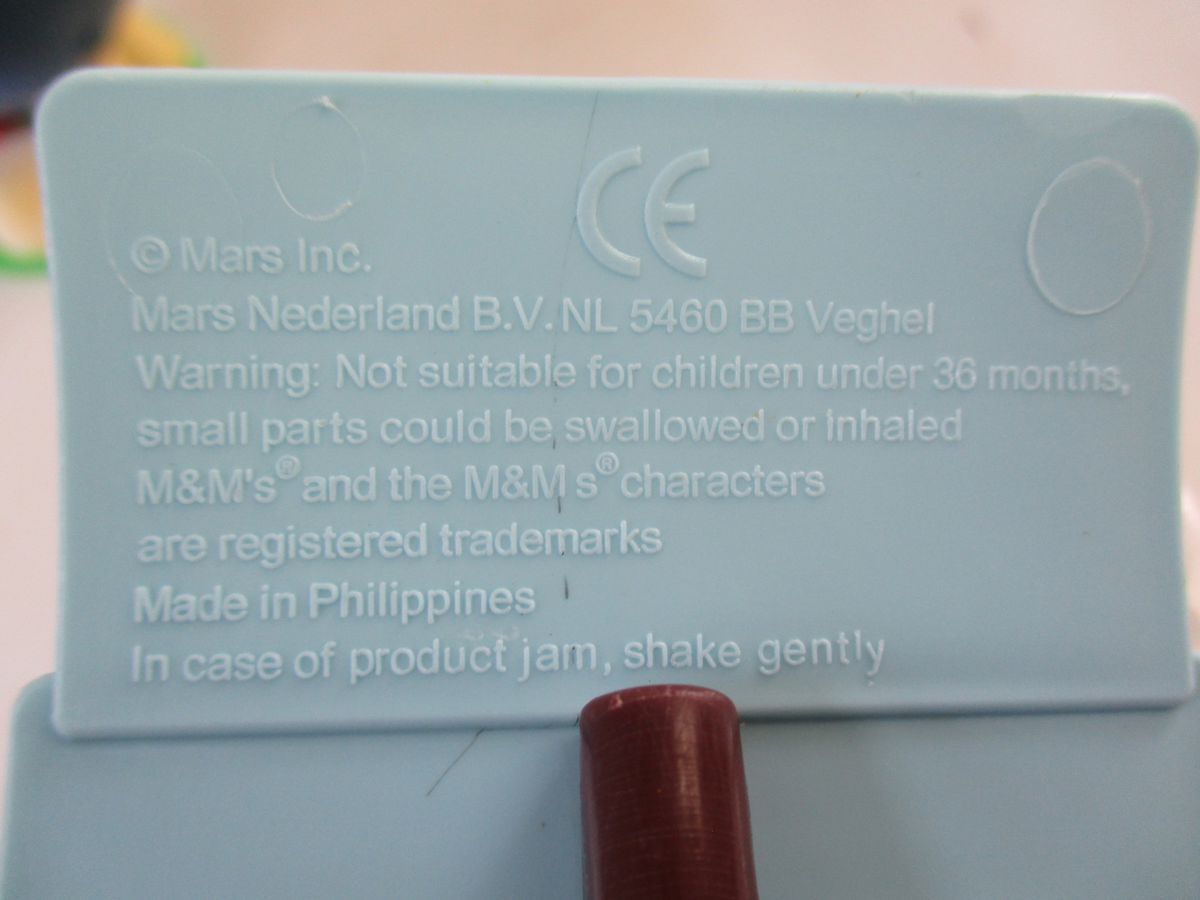 CE
© Mars Inc.
Mars Nederland B.V. NL 5460 BB Veghel
Warning: Not suitable for children under 36 months,
small parts could be swallowed or inhaled
M&M's® and the M&M s® characters
are registered trademarks
Made in Philippines
In case of product jam, shake gently